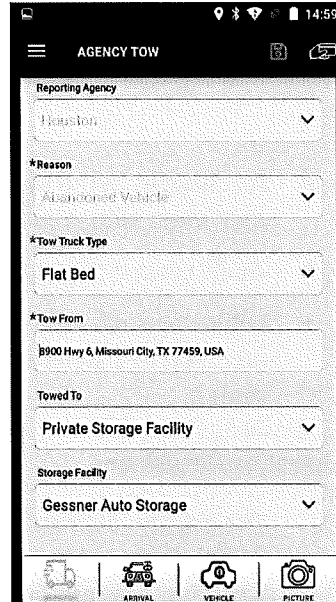 14:59
AGENCY TOW
Reporting Agency
Houston
*Reason
Abandoned Vehicle
*Tow Truck Type
Flat Bed
*Tow From
8900 Hwy 6, Missouri City, TX 77459, USA
Towed To
Private Storage Facility
Storage Facility
Gessner Auto Storage
ARRIVAL VEHICLE PICTURE